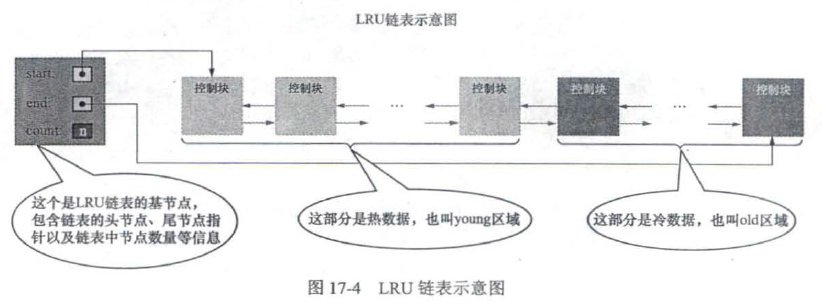 LRU链表示意图
start:
end:
count: n
控制块
控制块
...
控制块
控制块
...
控制块
这个是LRU链表的基节点，
包含链表的头节点、尾节点指
针以及链表中节点数量等信息
这部分是热数据，也叫young区域
这部分是冷数据，也叫old区域
图 17-4 LRU 链表示意图